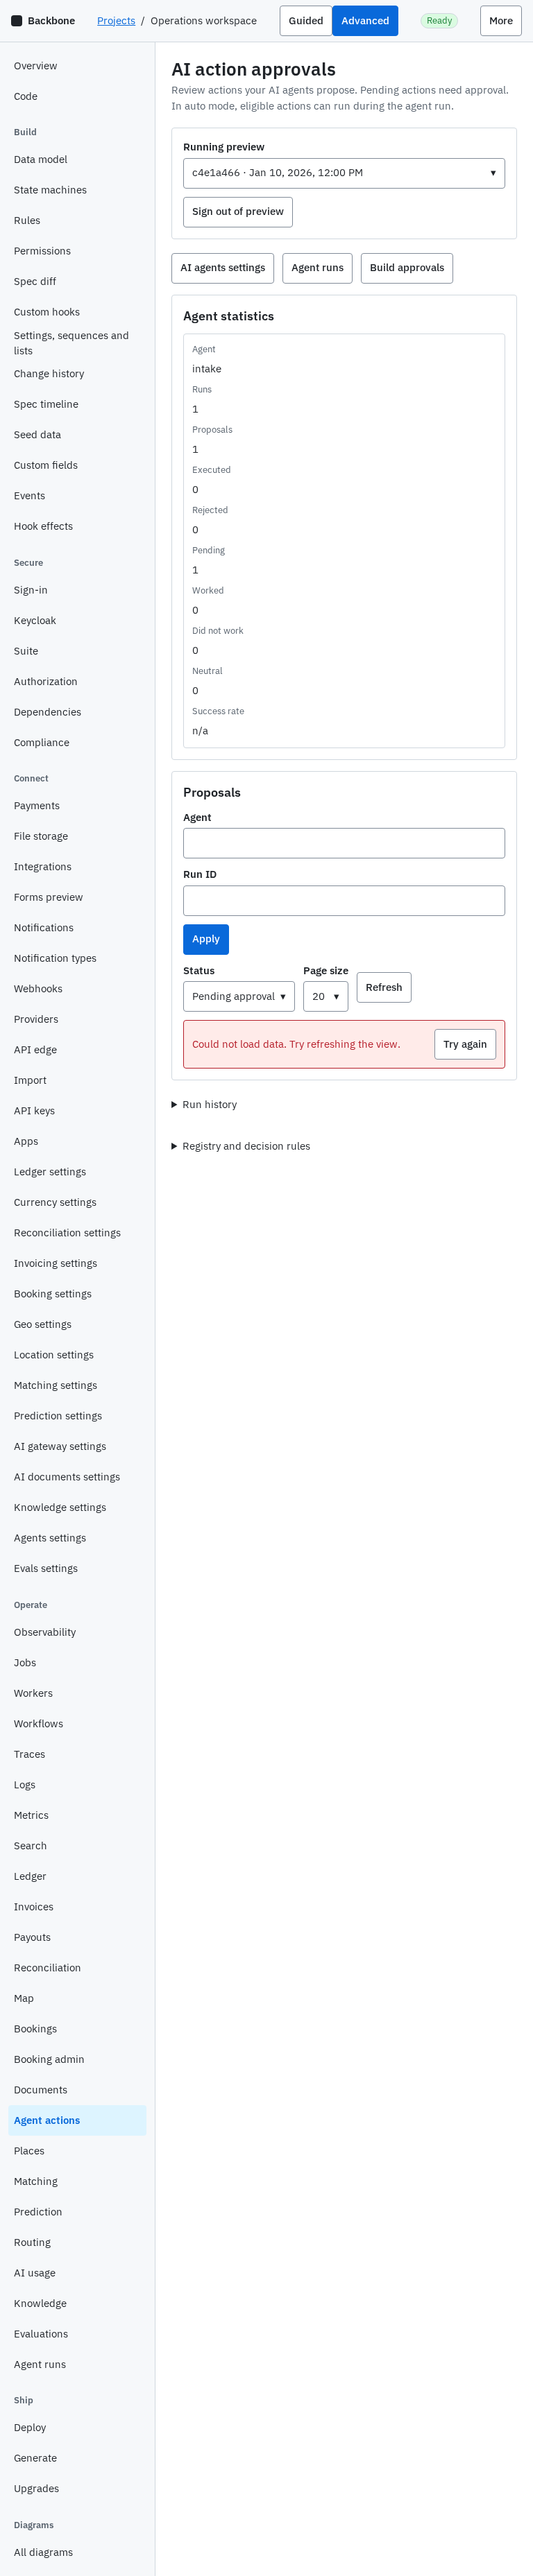 Backbone
Projects / Operations workspace
Guided
Advanced
Ready
More
Overview
Code
Build
Data model
State machines
Rules
Permissions
Spec diff
Custom hooks
Settings, sequences and
lists
Change history
Spec timeline
Seed data
Custom fields
Events
Hook effects
Secure
Sign-in
Keycloak
Suite
Authorization
Dependencies
Compliance
Connect
Payments
File storage
Integrations
Forms preview
Notifications
Notification types
Webhooks
Providers
API edge
Import
API keys
Apps
Ledger settings
Currency settings
Reconciliation settings
Invoicing settings
Booking settings
Geo settings
Location settings
Matching settings
Prediction settings
AI gateway settings
AI documents settings
Knowledge settings
Agents settings
Evals settings
Operate
Observability
Jobs
Workers
Workflows
Traces
Logs
Metrics
Search
Ledger
Invoices
Payouts
Reconciliation
Map
Bookings
Booking admin
Documents
Agent actions
Places
Matching
Prediction
Routing
AI usage
Knowledge
Evaluations
Agent runs
Ship
Deploy
Generate
Upgrades
Diagrams
All diagrams
AI action approvals
Review actions your AI agents propose. Pending actions need approval.
In auto mode, eligible actions can run during the agent run.
Running preview
c4e1a466 · Jan 10, 2026, 12:00 PM
Sign out of preview
AI agents settings
Agent runs
Build approvals
Agent statistics
Agent
intake
Runs
1
Proposals
1
Executed
0
Rejected
0
Pending
1
Worked
0
Did not work
0
Neutral
0
Success rate
n/a
Proposals
Agent
Run ID
Apply
Status
Pending approval
Page size
20
Refresh
Could not load data. Try refreshing the view.
Try again
Run history
Registry and decision rules